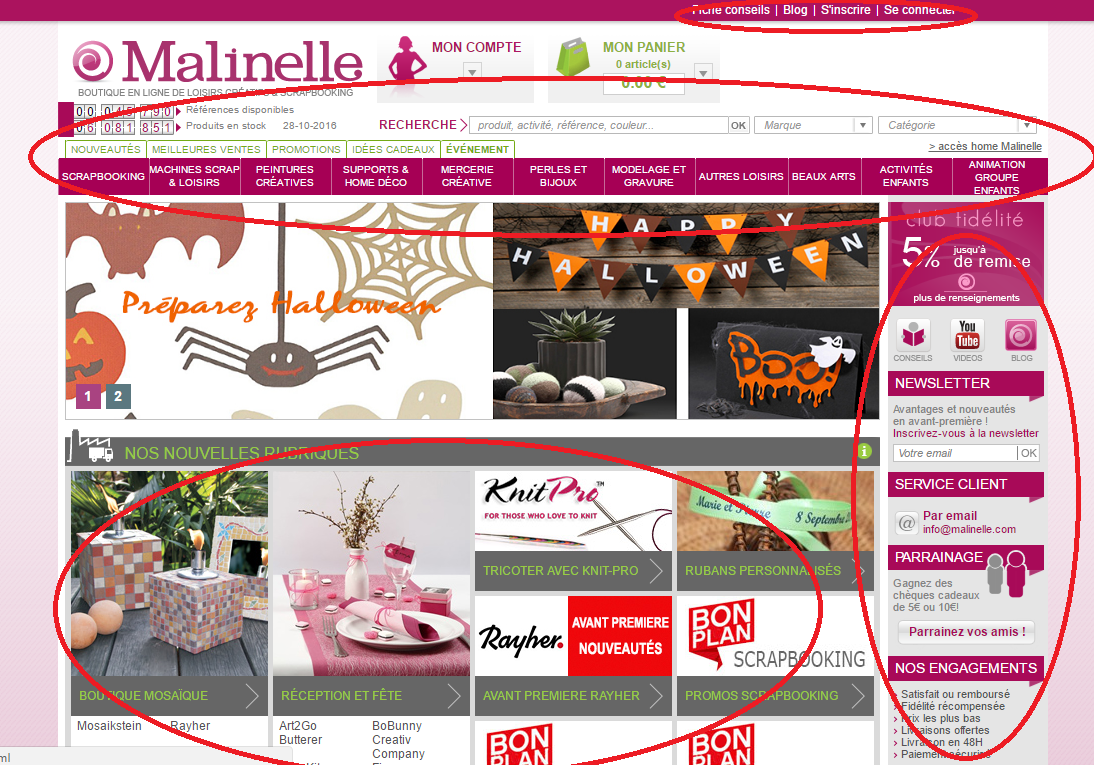 Fiche conseils | Blog | S'inscrire | Se connecter
Malinelle
BOUTIQUE EN LIGNE DE LOISIRS CRÉATIFS & SCRAPBOOKING
MON COMPTE
MON PANIER
0 article(s)
0.00 €
00 045 790 Références disponibles
06 081 851 Produits en stock 28-10-2016
RECHERCHE
produit, activité, référence, couleur...
OK
Marque
Catégorie
NOUVEAUTÉS
MEILLEURES VENTES
PROMOTIONS
IDÉES CADEAUX
ÉVÉNEMENT
> accès home Malinelle
SCRAPBOOKING
MACHINES SCRAP
& LOISIRS
PEINTURES
CRÉATIVES
SUPPORTS &
HOME DÉCO
MERCERIE
CRÉATIVE
PERLES ET
BIJOUX
MODELAGE ET
GRAVURE
AUTRES LOISIRS
BEAUX ARTS
ACTIVITÉS
ENFANTS
ANIMATION
GROUPE
ENFANTS
Préparez Halloween
HAPPY
HALLOWEEN
BOO!
1
2
club fidélité
5% jusqu'à
de remise
plus de renseignements
CONSEILS
You
Tube
VIDEOS
BLOG
NEWSLETTER
Avantages et nouveautés
en avant-première !
Inscrivez-vous à la newsletter
Votre email
OK
SERVICE CLIENT
@
Par email
info@malinelle.com
PARRAINAGE
Gagnez des
chèques cadeaux
de 5€ ou 10€!
Parrainez vos amis !
NOS ENGAGEMENTS
Satisfait ou remboursé
Fidélité récompensée
Prix les plus bas
Livraisons offertes
Livraison en 48H
Paiement sécurisé
NOS NOUVELLES RUBRIQUES
i
BOUTIQUE MOSAÏQUE
Mosaikstein
Rayher
RÉCEPTION ET FÊTE
Art2Go
Butterer
BoBunny
Creativ
Company
KnitPro™
FOR THOSE WHO LOVE TO KNIT
TRICOTER AVEC KNIT-PRO
Marie et Pierre
8 Septembre
RUBANS PERSONNALISÉS
Rayher.
AVANT PREMIERE
NOUVEAUTÉS
AVANT PREMIERE RAYHER
BON
PLAN
SCRAPBOOKING
PROMOS SCRAPBOOKING
BON
PLAN
BON
PLAN
ml